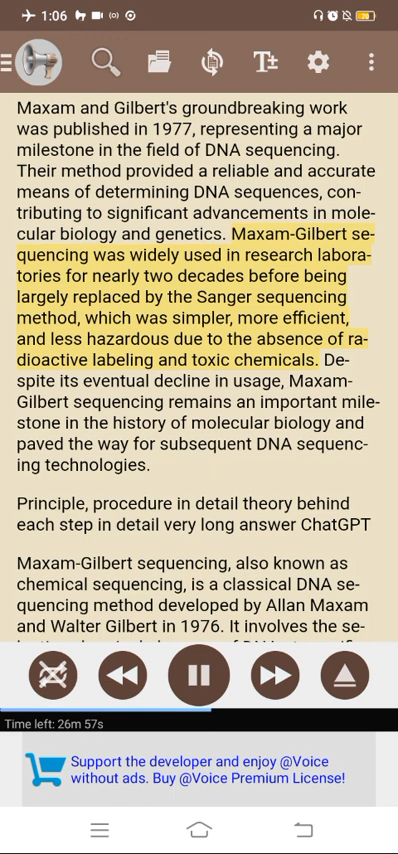 1:06
T±
Maxam and Gilbert's groundbreaking work
was published in 1977, representing a major
milestone in the field of DNA sequencing.
Their method provided a reliable and accurate
means of determining DNA sequences, con-
tributing to significant advancements in mole-
cular biology and genetics. Maxam-Gilbert se-
quencing was widely used in research labora-
tories for nearly two decades before being
largely replaced by the Sanger sequencing
method, which was simpler, more efficient,
and less hazardous due to the absence of ra-
dioactive labeling and toxic chemicals. De-
spite its eventual decline in usage, Maxam-
Gilbert sequencing remains an important mile-
stone in the history of molecular biology and
paved the way for subsequent DNA sequenc-
ing technologies.
Principle, procedure in detail theory behind
each step in detail very long answer ChatGPT
Maxam-Gilbert sequencing, also known as
chemical sequencing, is a classical DNA se-
quencing method developed by Allan Maxam
and Walter Gilbert in 1976. It involves the se-
Time left: 26m 57s
Support the developer and enjoy @Voice
without ads. Buy @Voice Premium License!